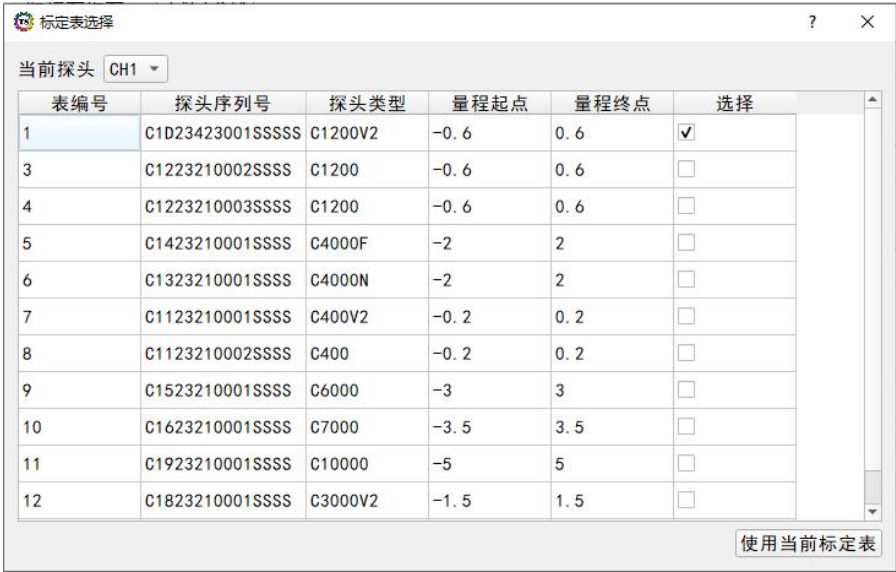 标定表选择 ? ×
当前探头 CH1
表编号 探头序列号 探头类型 量程起点 量程终点 选择
1 C1D23423001SSSSS C1200V2 -0.6 0.6
3 C1223210002SSSS C1200 -0.6 0.6
4 C1223210003SSSS C1200 -0.6 0.6
5 C1423210001SSSS C4000F -2 2
6 C1323210001SSSS C4000N -2 2
7 C1123210001SSSS C400V2 -0.2 0.2
8 C1123210002SSSS C400 -0.2 0.2
9 C1523210001SSSS C6000 -3 3
10 C1623210001SSSS C7000 -3.5 3.5
11 C1923210001SSSS C10000 -5 5
12 C1823210001SSSS C3000V2 -1.5 1.5
使用当前标定表